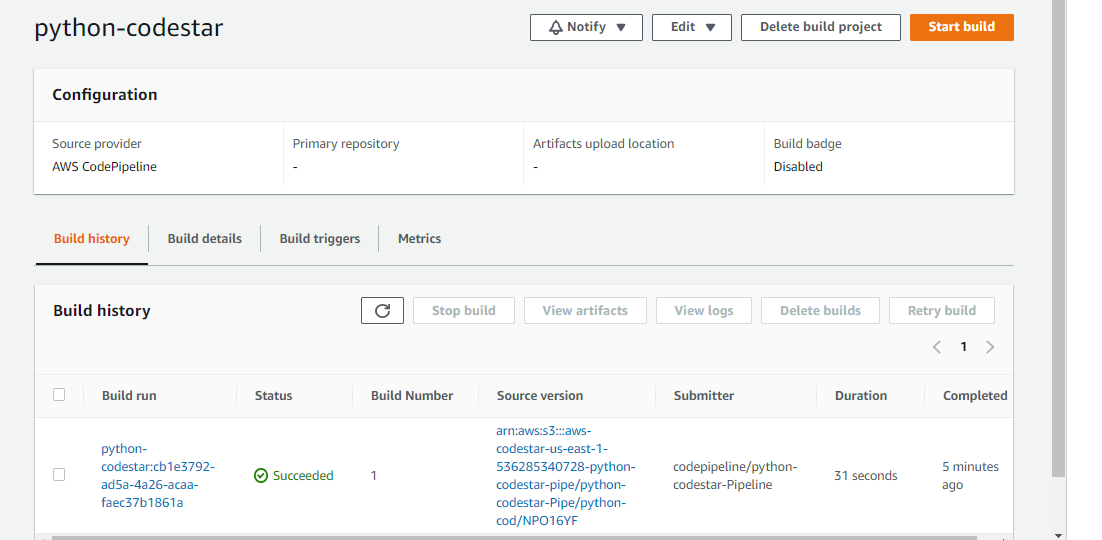 python-codestar
Notify Edit Delete build project Start build
Configuration
Source provider Primary repository Artifacts upload location Build badge
AWS CodePipeline - - Disabled
Build history Build details Build triggers Metrics
Build history Stop build View artifacts View logs Delete builds Retry build
1
Build run Status Build Number Source version Submitter Duration Completed
python-
codestar:cb1e3792-
ad5a-4a26-acaa-
faec37b1861a
Succeeded
1
arn:aws:s3:::aws-
codestar-us-east-1-
536285340728-python-
codestar-pipe/python-
codestar-Pipe/python-
cod/NPO16YF
codepipeline/python-
codestar-Pipeline
31 seconds
5 minutes
ago